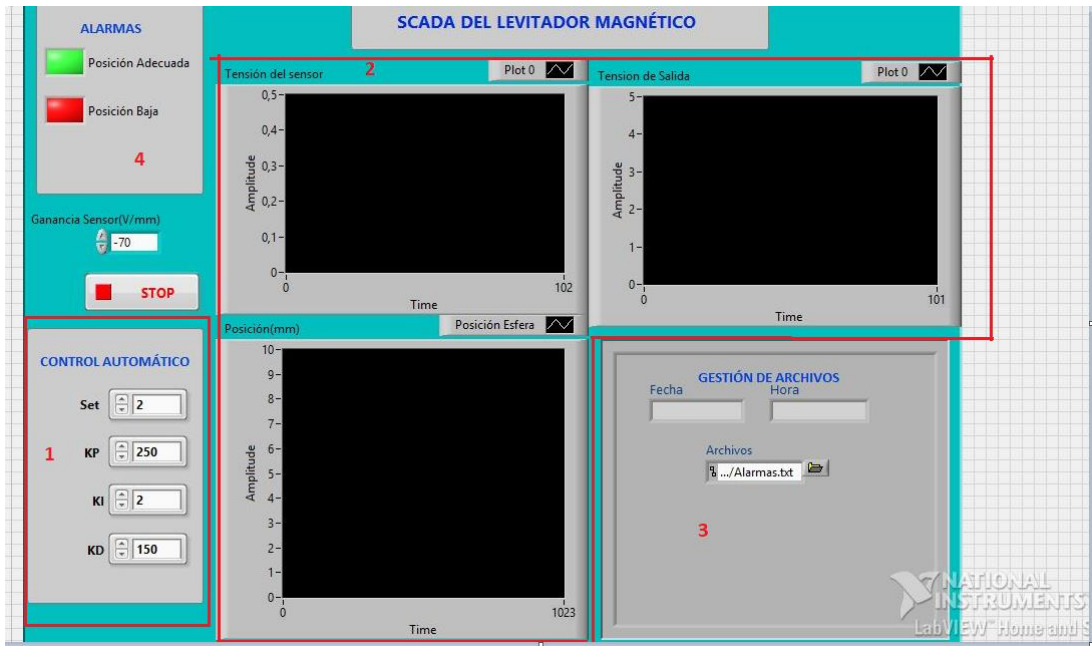 SCADA DEL LEVITADOR MAGNÉTICO
ALARMAS
Posición Adecuada
Posición Baja
4
Ganancia Sensor(V/mm)
-70
STOP
CONTROL AUTOMÁTICO
Set 2
1
KP 250
KI 2
KD 150
Tensión del sensor
2
Plot 0
Amplitude
0,5
0,4
0,3
0,2
0,1
0
0
102
Time
Tension de Salida
Plot 0
Amplitude
5
4
3
2
1
0
0
101
Time
Posición(mm)
Posición Esfera
Amplitude
10
9
8
7
6
5
4
3
2
1
0
0
1023
Time
GESTIÓN DE ARCHIVOS
Fecha
Hora
Archivos
.../Alarmas.txt
3
NATIONAL
INSTRUMENTS
LabVIEW™ Home and S